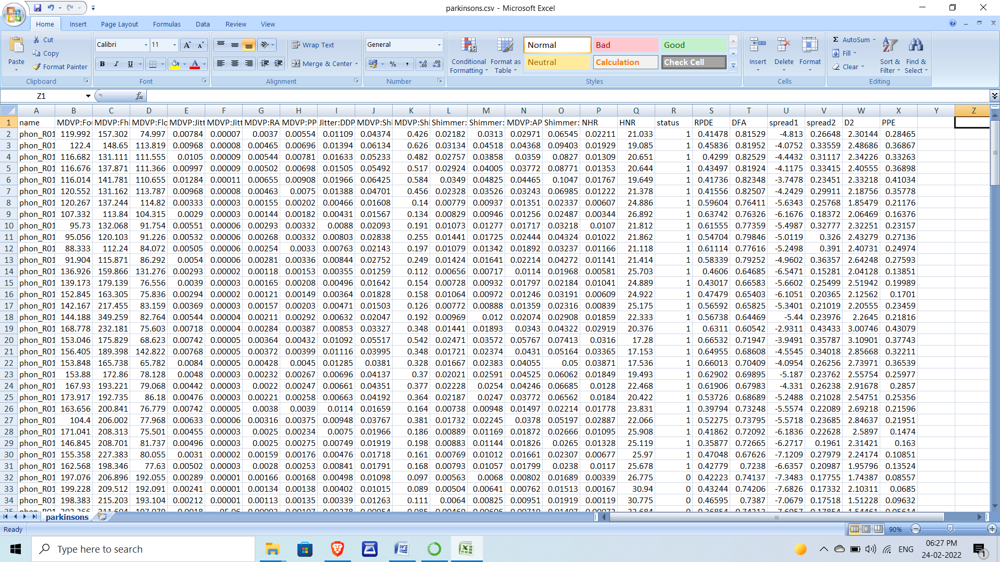 parkinsons.csv - Microsoft Excel
Home Insert Page Layout Formulas Data Review View
Paste Cut Copy Format Painter Clipboard
Calibri 11 B I U Font
Wrap Text Merge & Center Alignment
General % , Number
Conditional Formatting Format as Table Normal Bad Good Neutral Calculation Check Cell Styles
Insert Delete Format Cells
Σ AutoSum Fill Clear Sort & Filter Find & Select Editing
Z1 fx
A B C D E F G H I J K L M N O P Q R S T U V W X Y Z
1 name MDVP:Fo( MDVP:Fhi MDVP:Flo MDVP:Jitt MDVP:Jitt MDVP:RA MDVP:PP Jitter:DDP MDVP:Shi MDVP:Shi Shimmer: Shimmer: MDVP:AP Shimmer: NHR HNR status RPDE DFA spread1 spread2 D2 PPE
2 phon_R01 119.992 157.302 74.997 0.00784 0.00007 0.0037 0.00554 0.01109 0.04374 0.426 0.02182 0.0313 0.02971 0.06545 0.02211 21.033 1 0.41478 0.81529 -4.813 0.26648 2.30144 0.28465
3 phon_R01 122.4 148.65 113.819 0.00968 0.00008 0.00465 0.00696 0.01394 0.06134 0.626 0.03134 0.04518 0.04368 0.09403 0.01929 19.085 1 0.45836 0.81952 -4.0752 0.33559 2.48686 0.36867
4 phon_R01 116.682 131.111 111.555 0.0105 0.00009 0.00544 0.00781 0.01633 0.05233 0.482 0.02757 0.03858 0.0359 0.0827 0.01309 20.651 1 0.4299 0.82529 -4.4432 0.31117 2.34226 0.33263
5 phon_R01 116.676 137.871 111.366 0.00997 0.00009 0.00502 0.00698 0.01505 0.05492 0.517 0.02924 0.04005 0.03772 0.08771 0.01353 20.644 1 0.43497 0.81924 -4.1175 0.33415 2.40555 0.36898
6 phon_R01 116.014 141.781 110.655 0.01284 0.00011 0.00655 0.00908 0.01966 0.06425 0.584 0.0349 0.04825 0.04465 0.1047 0.01767 19.649 1 0.41736 0.82348 -3.7478 0.23451 2.33218 0.41034
7 phon_R01 120.552 131.162 113.787 0.00968 0.00008 0.00463 0.0075 0.01388 0.04701 0.456 0.02328 0.03526 0.03243 0.06985 0.01222 21.378 1 0.41556 0.82507 -4.2429 0.29911 2.18756 0.35778
8 phon_R01 120.267 137.244 114.82 0.00333 0.00003 0.00155 0.00202 0.00466 0.01608 0.14 0.00779 0.00937 0.01351 0.02337 0.00607 24.886 1 0.59604 0.76411 -5.6343 0.25768 1.85479 0.21176
9 phon_R01 107.332 113.84 104.315 0.0029 0.00003 0.00144 0.00182 0.00431 0.01567 0.134 0.00829 0.00946 0.01256 0.02487 0.00344 26.892 1 0.63742 0.76326 -6.1676 0.18372 2.06469 0.16376
10 phon_R01 95.73 132.068 91.754 0.00551 0.00006 0.00293 0.00332 0.0088 0.02093 0.191 0.01073 0.01277 0.01717 0.03218 0.0107 21.812 1 0.61555 0.77359 -5.4987 0.32777 2.32251 0.23157
11 phon_R01 95.056 120.103 91.226 0.00532 0.00006 0.00268 0.00332 0.00803 0.02838 0.255 0.01441 0.01725 0.02444 0.04324 0.01022 21.862 1 0.54704 0.79846 -5.0119 0.326 2.43279 0.27136
12 phon_R01 88.333 112.24 84.072 0.00505 0.00006 0.00254 0.0033 0.00763 0.02143 0.197 0.01079 0.01342 0.01892 0.03237 0.01166 21.118 1 0.61114 0.77616 -5.2498 0.391 2.40731 0.24974
13 phon_R01 91.904 115.871 86.292 0.0054 0.00006 0.00281 0.00336 0.00844 0.02752 0.249 0.01424 0.01641 0.02214 0.04272 0.01141 21.414 1 0.58339 0.79252 -4.9602 0.36357 2.64248 0.27593
14 phon_R01 136.926 159.866 131.276 0.00293 0.00002 0.00118 0.00153 0.00355 0.01259 0.112 0.00656 0.00717 0.0114 0.01968 0.00581 25.703 1 0.4606 0.64685 -6.5471 0.15281 2.04128 0.13851
15 phon_R01 139.173 179.139 76.556 0.0039 0.00003 0.00165 0.00208 0.00496 0.01642 0.154 0.00728 0.00932 0.01797 0.02184 0.01041 24.889 1 0.43017 0.66583 -5.6602 0.25499 2.51942 0.19989
16 phon_R01 152.845 163.305 75.836 0.00294 0.00002 0.00121 0.00149 0.00364 0.01828 0.158 0.01064 0.00972 0.01246 0.03191 0.00609 24.922 1 0.47479 0.65403 -6.1051 0.20365 2.12562 0.1701
17 phon_R01 142.167 217.455 83.159 0.00369 0.00003 0.00157 0.00203 0.00471 0.01503 0.126 0.00772 0.00888 0.01359 0.02316 0.00839 25.175 1 0.56592 0.65825 -5.3401 0.21019 2.20555 0.23459
18 phon_R01 144.188 349.259 82.764 0.00544 0.00004 0.00211 0.00292 0.00632 0.02047 0.192 0.00969 0.012 0.02074 0.02908 0.01859 22.333 1 0.56738 0.64469 -5.44 0.23976 2.2645 0.21816
19 phon_R01 168.778 232.181 75.603 0.00718 0.00004 0.00284 0.00387 0.00853 0.03327 0.348 0.01441 0.01893 0.0343 0.04322 0.02919 20.376 1 0.6311 0.60542 -2.9311 0.43433 3.00746 0.43079
20 phon_R01 153.046 175.829 68.623 0.00742 0.00005 0.00364 0.00432 0.01092 0.05517 0.542 0.02471 0.03572 0.05767 0.07413 0.0316 17.28 1 0.66532 0.71947 -3.9491 0.35787 3.10901 0.37743
21 phon_R01 156.405 189.398 142.822 0.00768 0.00005 0.00372 0.00399 0.01116 0.03995 0.348 0.01721 0.02374 0.0431 0.05164 0.03365 17.153 1 0.64955 0.68608 -4.5545 0.34018 2.85668 0.32211
22 phon_R01 153.848 165.738 65.782 0.0084 0.00005 0.00428 0.0045 0.01285 0.0381 0.328 0.01667 0.02383 0.04055 0.05 0.03871 17.536 1 0.66013 0.70409 -4.0954 0.26256 2.73971 0.36539
23 phon_R01 153.88 172.86 78.128 0.0048 0.00003 0.00232 0.00267 0.00696 0.04137 0.37 0.02021 0.02591 0.04525 0.06062 0.01849 19.493 1 0.62902 0.69895 -5.187 0.23762 2.55754 0.25977
24 phon_R01 167.93 193.221 79.068 0.00442 0.00003 0.0022 0.00247 0.00661 0.04351 0.377 0.02228 0.0254 0.04246 0.06685 0.0128 22.468 1 0.61906 0.67983 -4.331 0.26238 2.91678 0.2857
25 phon_R01 173.917 192.735 86.18 0.00476 0.00003 0.00221 0.00258 0.00663 0.04192 0.364 0.02187 0.0247 0.03772 0.06562 0.0184 20.422 1 0.53726 0.68689 -5.2488 0.21028 2.54751 0.25356
26 phon_R01 163.656 200.841 76.779 0.00742 0.00005 0.0038 0.0039 0.0114 0.01659 0.164 0.00738 0.00948 0.01497 0.02214 0.01778 23.831 1 0.39794 0.73248 -5.5574 0.22089 2.69218 0.21596
27 phon_R01 104.4 206.002 77.968 0.00633 0.00006 0.00316 0.00375 0.00948 0.03767 0.381 0.01732 0.02245 0.0378 0.05197 0.02887 22.066 1 0.52275 0.73795 -5.5718 0.23685 2.84637 0.21951
28 phon_R01 171.041 208.313 75.501 0.00455 0.00003 0.0025 0.00234 0.0075 0.01966 0.186 0.00889 0.01169 0.01872 0.02666 0.01095 25.908 1 0.41862 0.72092 -6.1836 0.22628 2.5897 0.1474
29 phon_R01 146.845 208.701 81.737 0.00496 0.00003 0.0025 0.00275 0.00749 0.01919 0.198 0.00883 0.01144 0.01826 0.0265 0.01328 25.119 1 0.35877 0.72665 -6.2717 0.1961 2.31421 0.163
30 phon_R01 155.358 227.383 80.055 0.0031 0.00002 0.00159 0.00176 0.00476 0.01718 0.161 0.00769 0.01012 0.01661 0.02307 0.00677 25.97 1 0.47048 0.67626 -7.1209 0.27979 2.24174 0.10851
31 phon_R01 162.568 198.346 77.63 0.00502 0.00003 0.0028 0.00253 0.00841 0.01791 0.168 0.00793 0.01057 0.01799 0.0238 0.0117 25.678 1 0.42779 0.7238 -6.6357 0.20987 1.95796 0.13524
32 phon_R01 197.076 206.896 192.055 0.00289 0.00001 0.00166 0.00168 0.00498 0.01098 0.097 0.00563 0.0068 0.00802 0.01689 0.00339 26.775 0 0.42223 0.74137 -7.3483 0.17755 1.74387 0.08557
33 phon_R01 199.228 209.512 192.091 0.00241 0.00001 0.00134 0.00138 0.00402 0.01015 0.089 0.00504 0.00641 0.00762 0.01513 0.00167 30.94 0 0.43244 0.74206 -7.6826 0.17332 2.10311 0.0685
34 phon_R01 198.383 215.203 193.104 0.00212 0.00001 0.00113 0.00135 0.00339 0.01263 0.111 0.0064 0.00825 0.00951 0.01919 0.00119 30.775 0 0.46595 0.7387 -7.0679 0.17518 1.51228 0.09632
parkinsons
Ready 90%
Type here to search
ENG 06:27 PM
24-02-2022
1